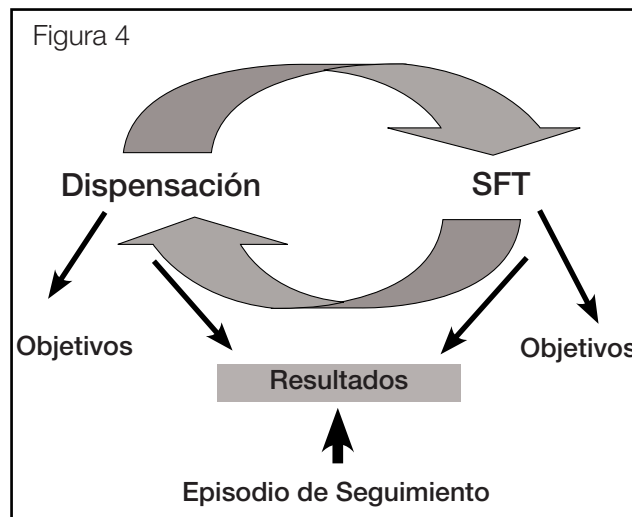 Figura 4
Dispensación
SFT
Objetivos
Objetivos
Resultados
Episodio de Seguimiento